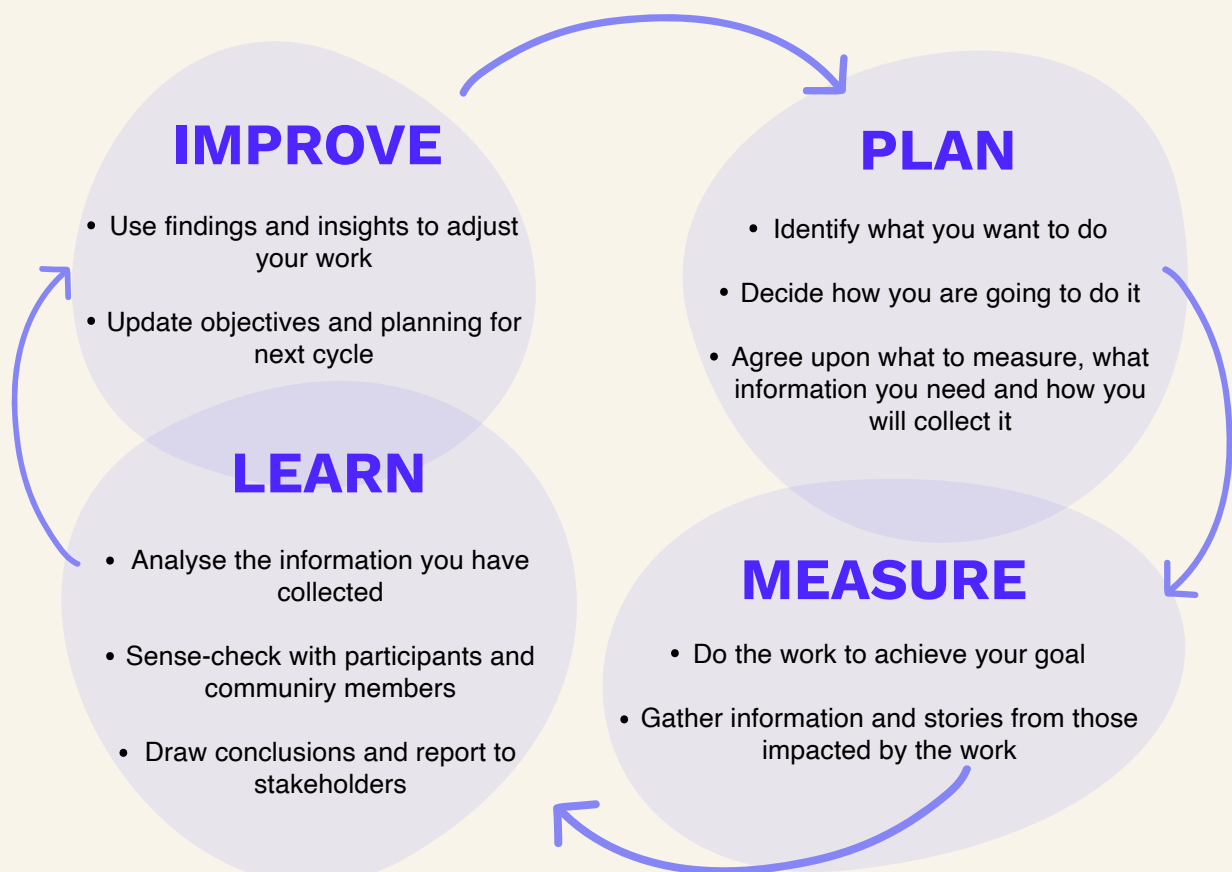 IMPROVE
• Use findings and insights to adjust
your work
• Update objectives and planning for
next cycle
PLAN
• Identify what you want to do
• Decide how you are going to do it
• Agree upon what to measure, what
information you need and how you
will collect it
MEASURE
• Do the work to achieve your goal
• Gather information and stories from those
impacted by the work
LEARN
• Analyse the information you have
collected
• Sense-check with participants and
communiry members
• Draw conclusions and report to
stakeholders